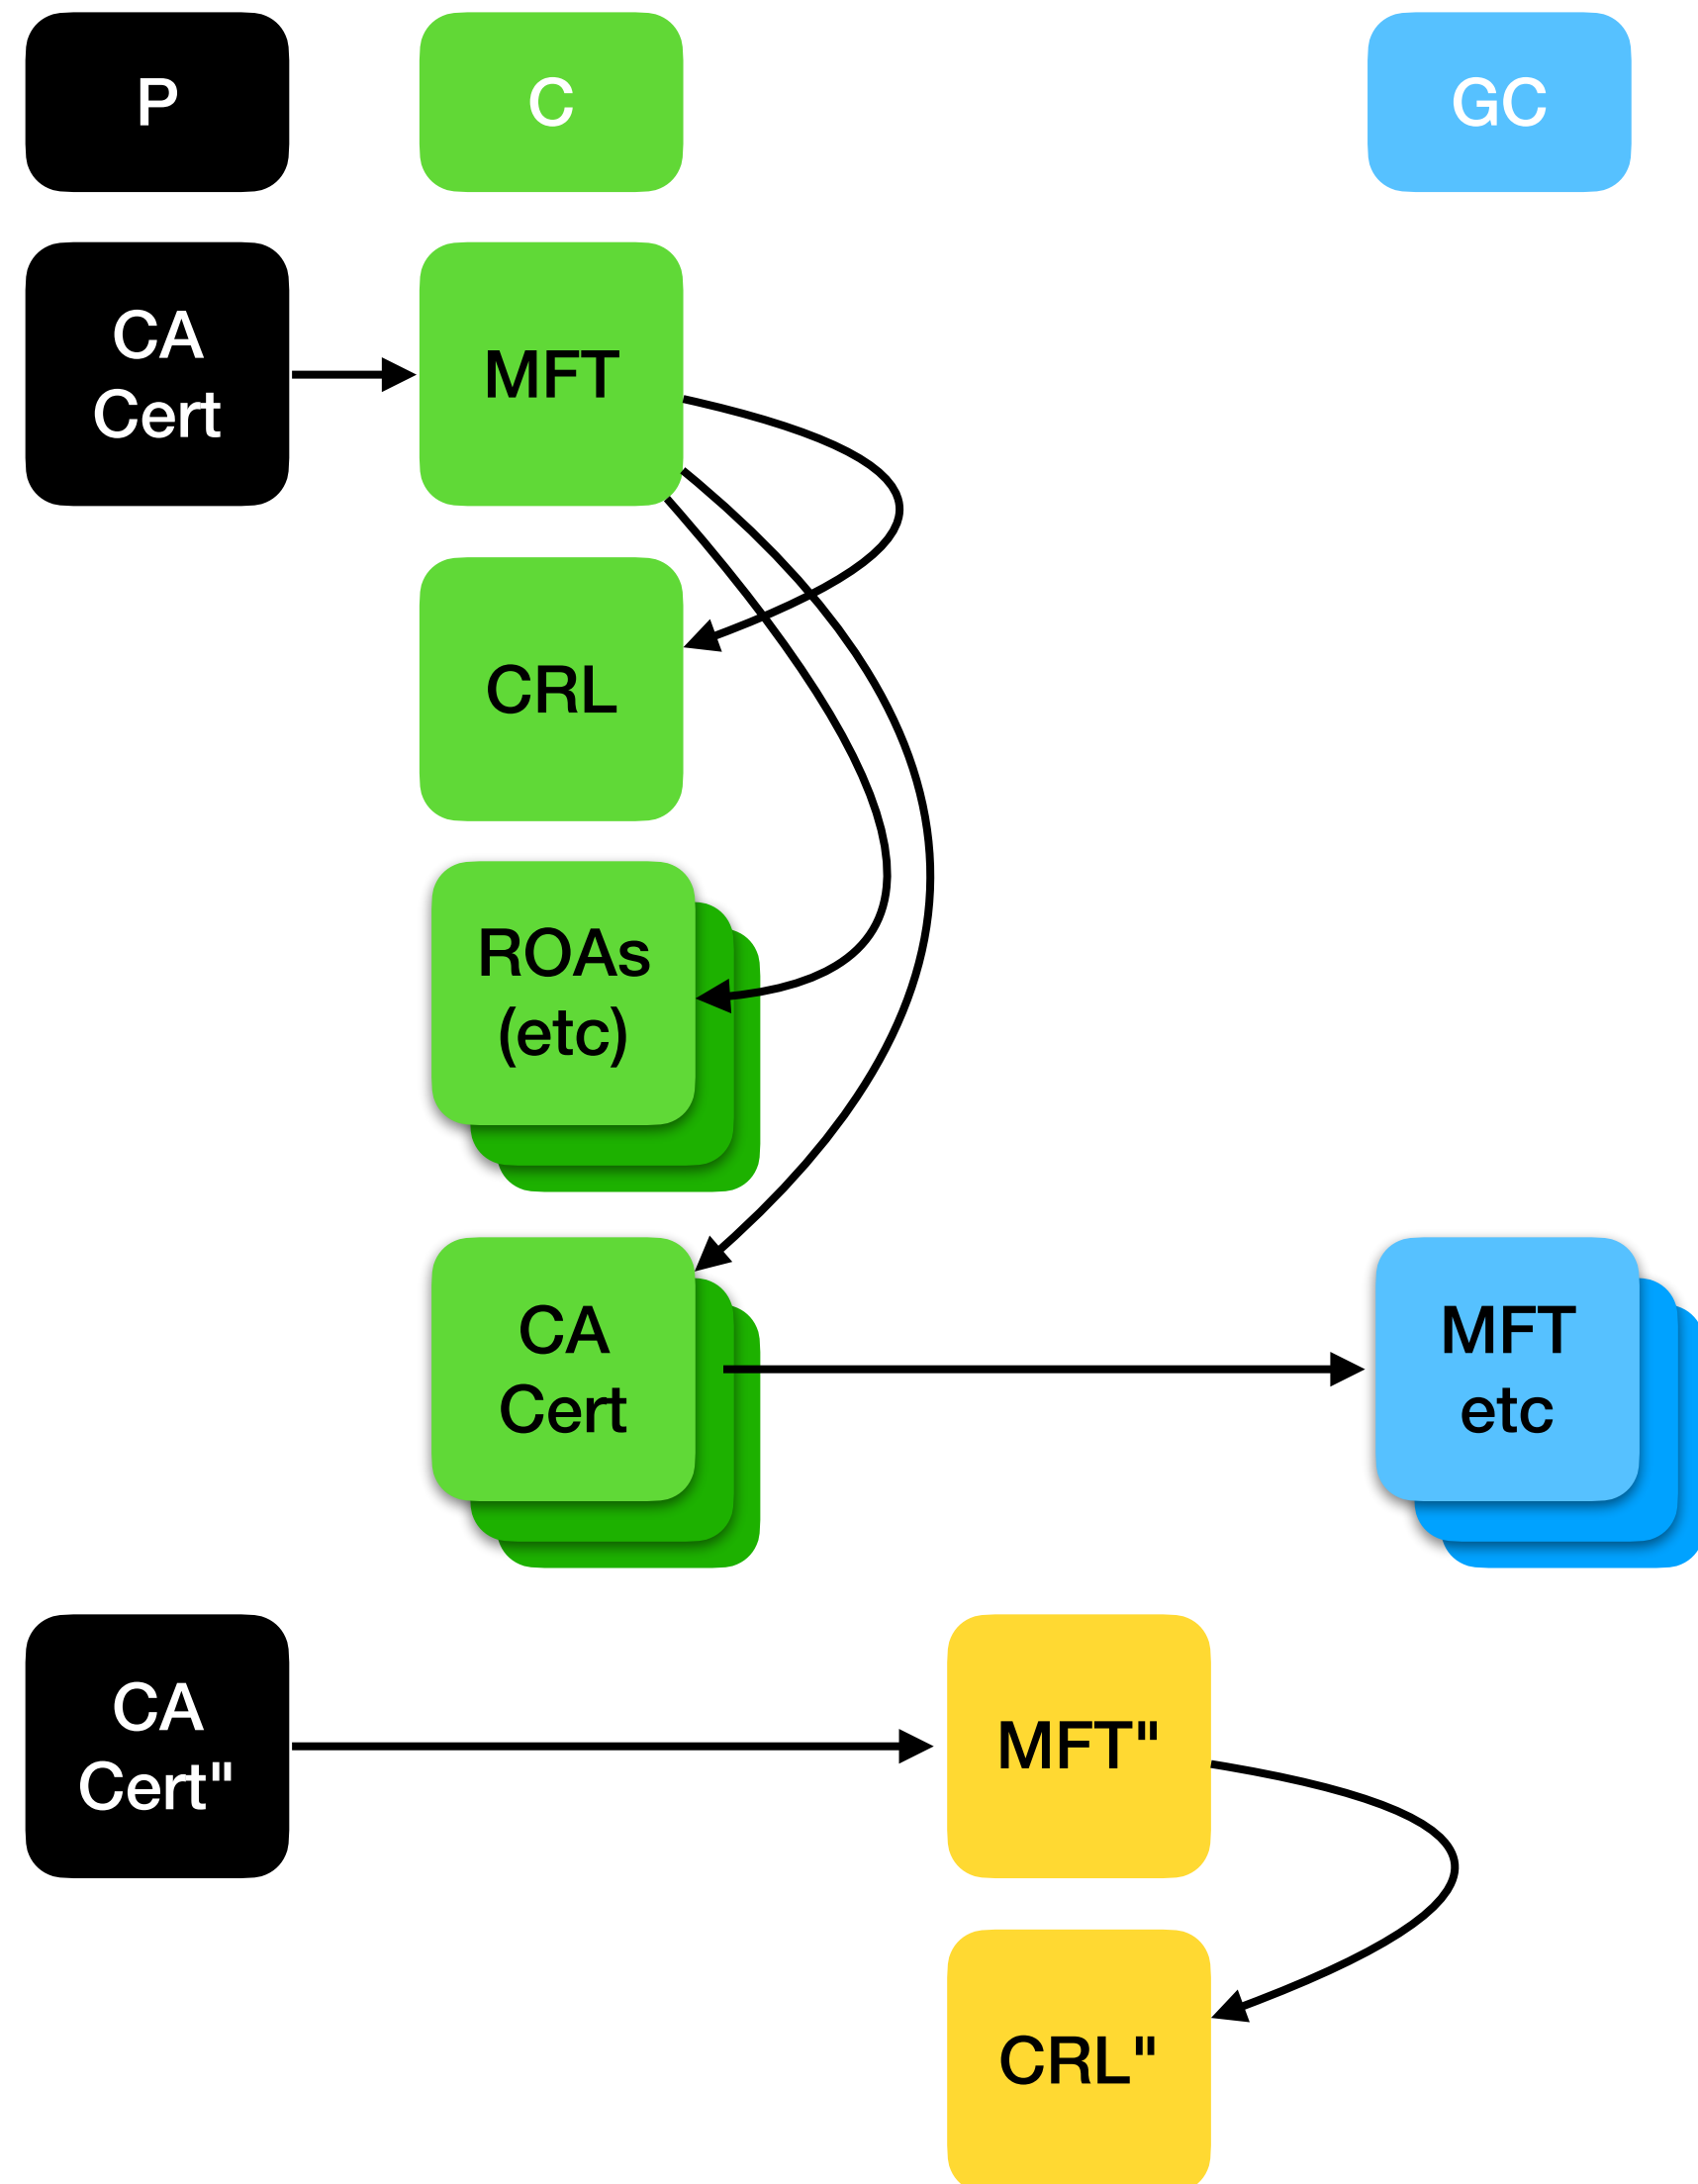 P
C
GC
CA
Cert
MFT
CRL
ROAs
(etc)
CA
Cert
MFT
etc
CA
Cert"
MFT"
CRL"